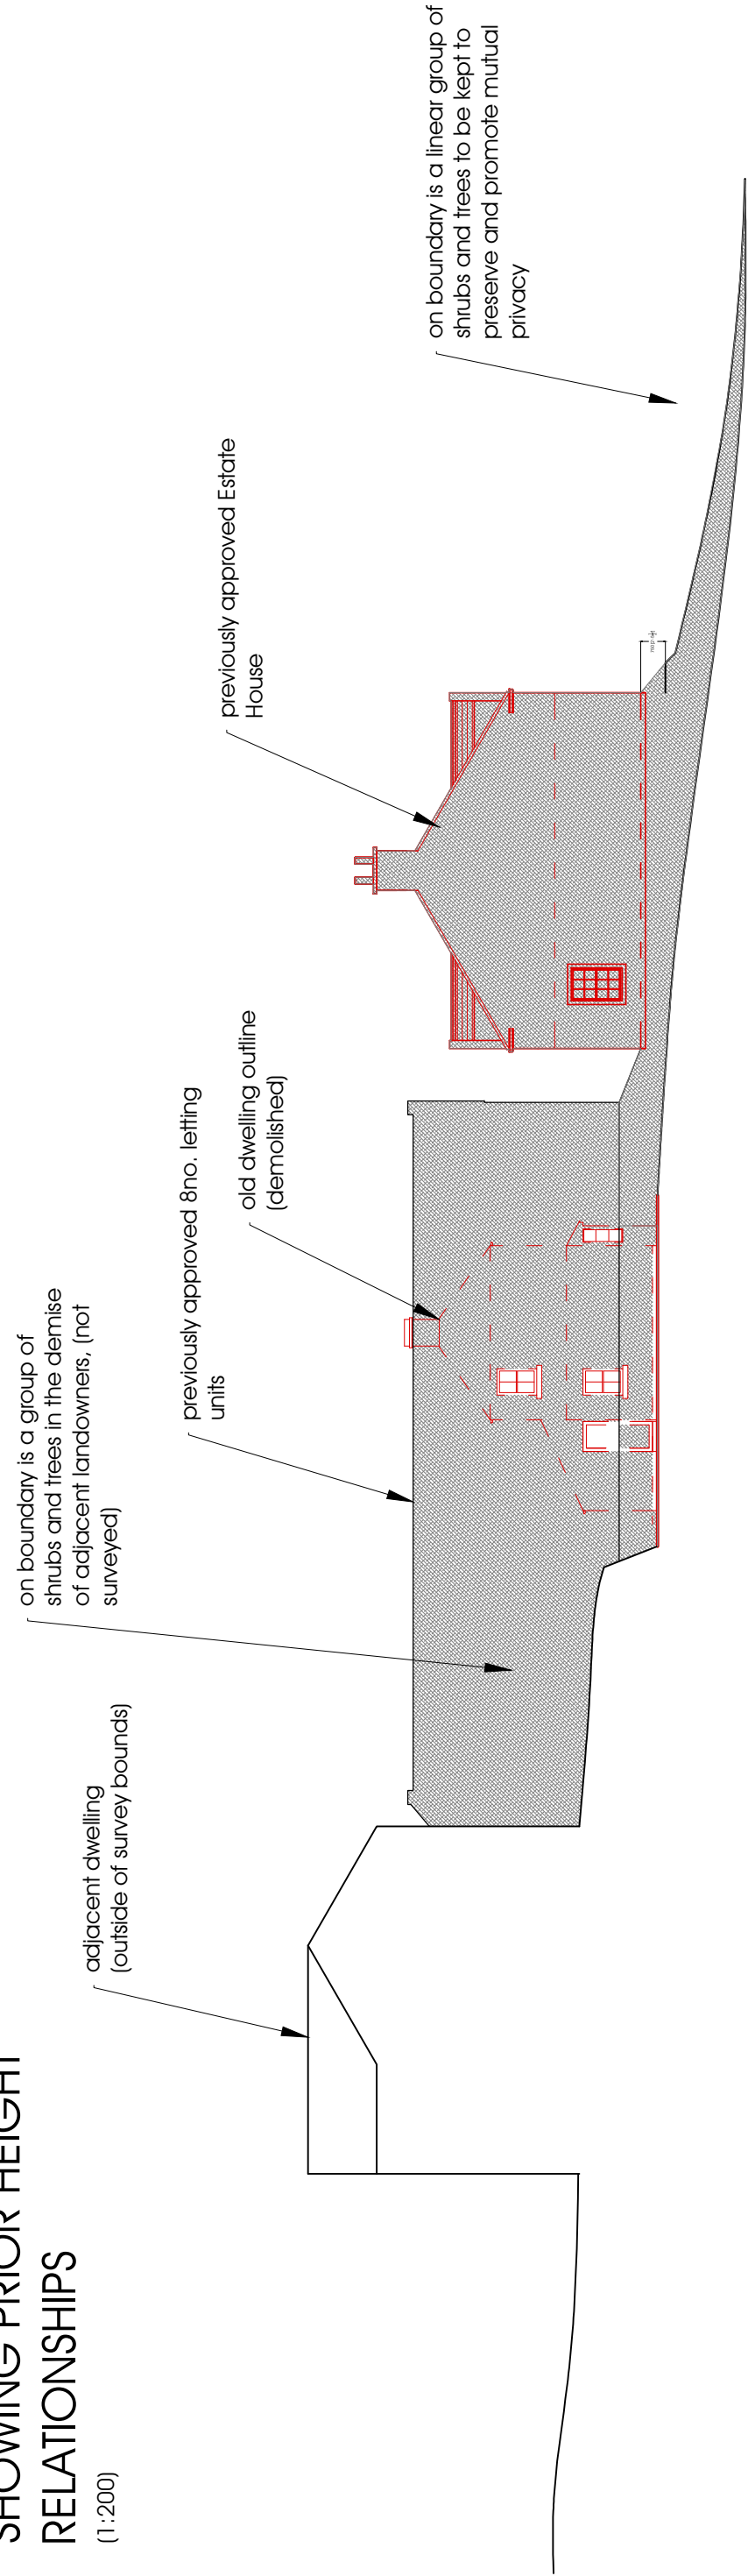 SHOWING PRIOR HEIGHT
RELATIONSHIPS
(1:200)
adjacent dwelling
(outside of survey bounds)
on boundary is a group of
shrubs and trees in the demise
of adjacent landowners, (not
surveyed)
previously approved 8no. letting
units
old dwelling outline
(demolished)
previously approved Estate
House
on boundary is a linear group of
shrubs and trees to be kept to
preserve and promote mutual
privacy